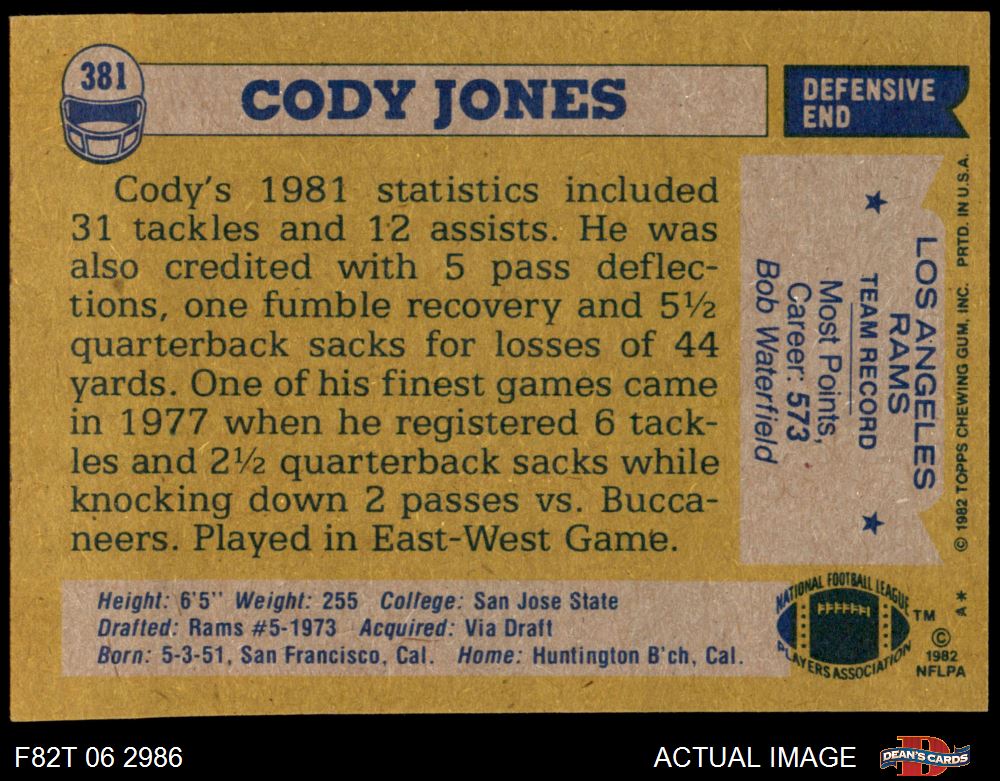 381
CODY JONES
DEFENSIVE
END
Cody's 1981 statistics included
31 tackles and 12 assists. He was
also credited with 5 pass deflec-
tions, one fumble recovery and 5½
quarterback sacks for losses of 44
yards. One of his finest games came
in 1977 when he registered 6 tack-
les and 2½ quarterback sacks while
knocking down 2 passes vs. Bucca-
neers. Played in East-West Game.
LOS ANGELES
RAMS
TEAM RECORD
Most Points,
Career: 573
Bob Waterfield
© 1982 TOPPS CHEWING GUM, INC. PRTD. IN U.S.A.
Height: 6'5" Weight: 255 College: San Jose State
Drafted: Rams #5-1973 Acquired: Via Draft
Born: 5-3-51, San Francisco, Cal. Home: Huntington B'ch, Cal.
NATIONAL FOOTBALL LEAGUE
PLAYERS ASSOCIATION
TM
©
1982
NFLPA
A*
F82T 06 2986
ACTUAL IMAGE
DEAN'S CARDS